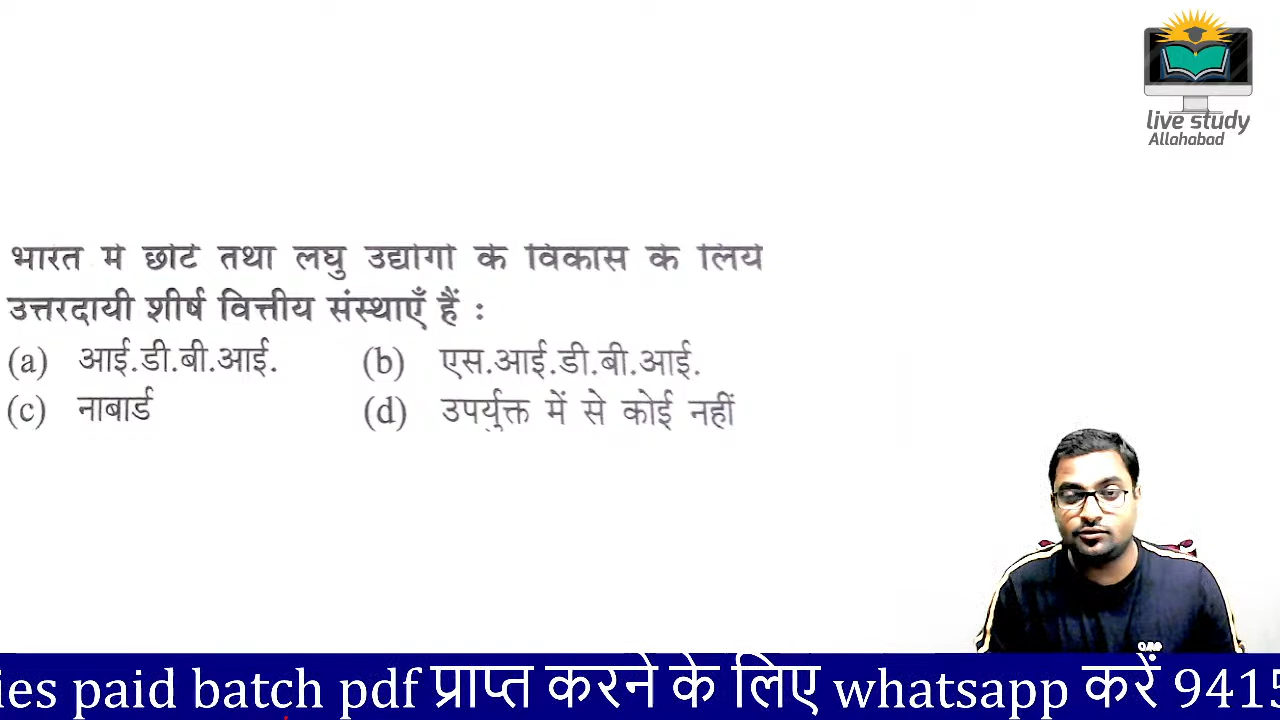 live study
Allahabad
भारत में छोटे तथा लघु उद्योगों के विकास के लिये
उत्तरदायी शीर्ष वित्तीय संस्थाएँ हैं :
(a) आई.डी.बी.आई. (b) एस.आई.डी.बी.आई.
(c) नाबार्ड (d) उपर्युक्त में से कोई नहीं
ies paid batch pdf प्राप्त करने के लिए whatsapp करें 9415